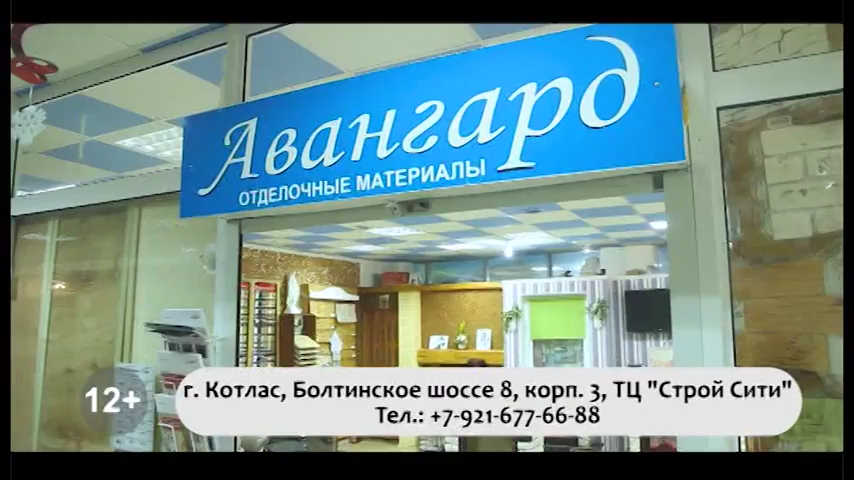 Авангард
ОТДЕЛОЧНЫЕ МАТЕРИАЛЫ
12+
г. Котлас, Болтинское шоссе 8, корп. 3, ТЦ "Строй Сити"
Тел.: +7-921-677-66-88